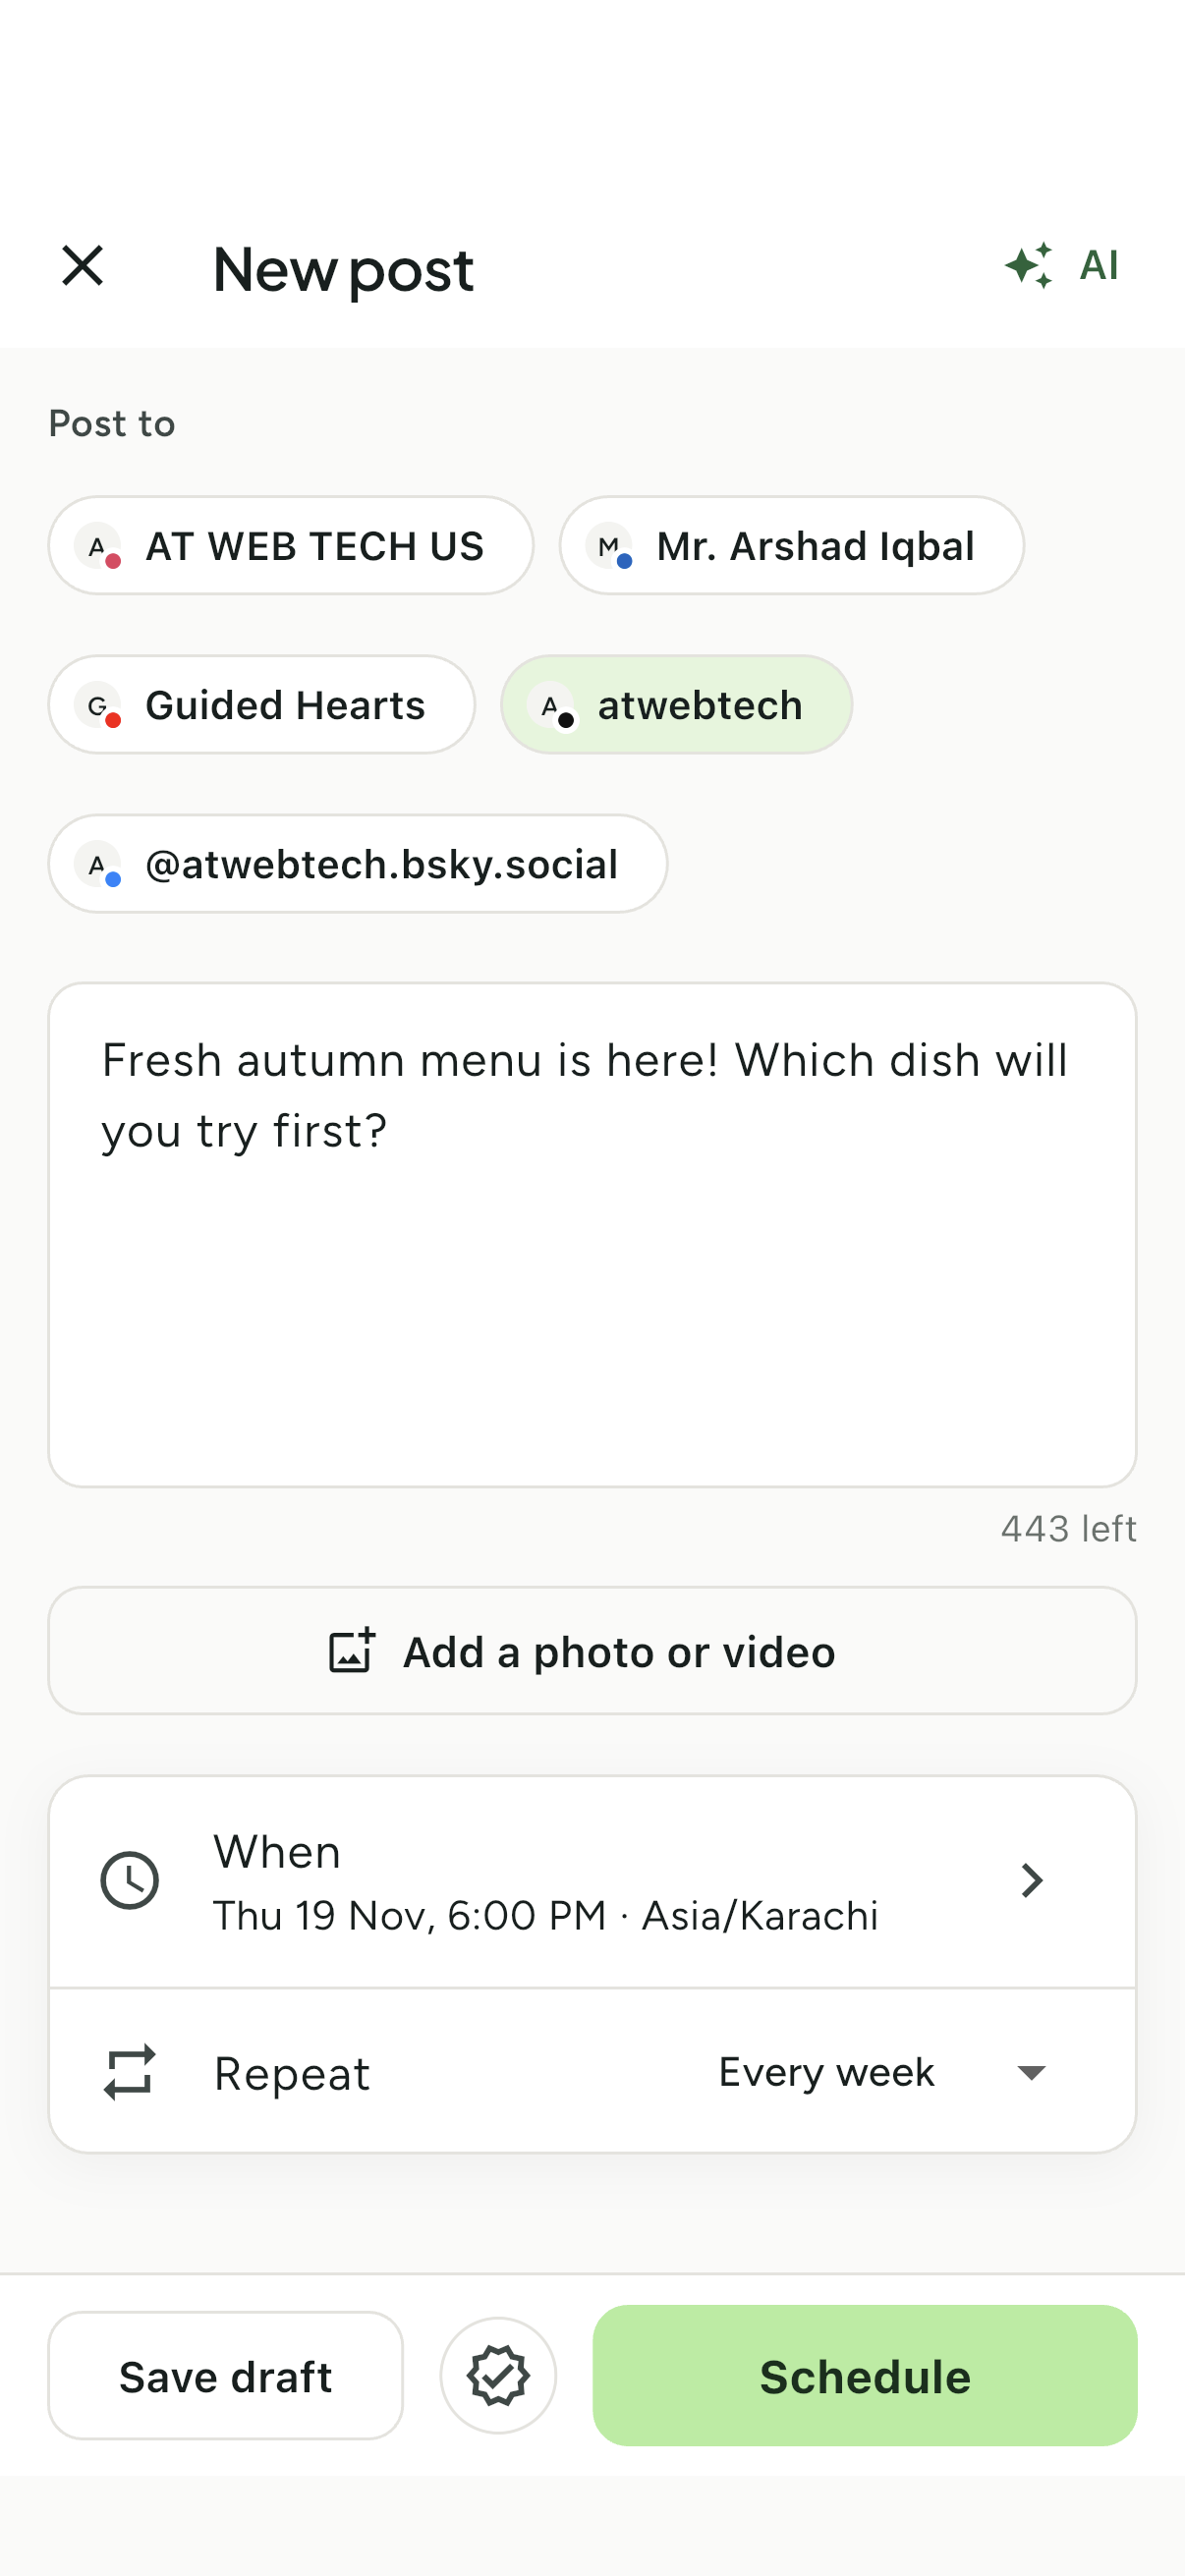 New post
AI
Post to
A AT WEB TECH US
M Mr. Arshad Iqbal
G Guided Hearts
A atwebtech
A @atwebtech.bsky.social
Fresh autumn menu is here! Which dish will
you try first?
443 left
Add a photo or video
When
Thu 19 Nov, 6:00 PM · Asia/Karachi
Repeat
Every week
Save draft
Schedule